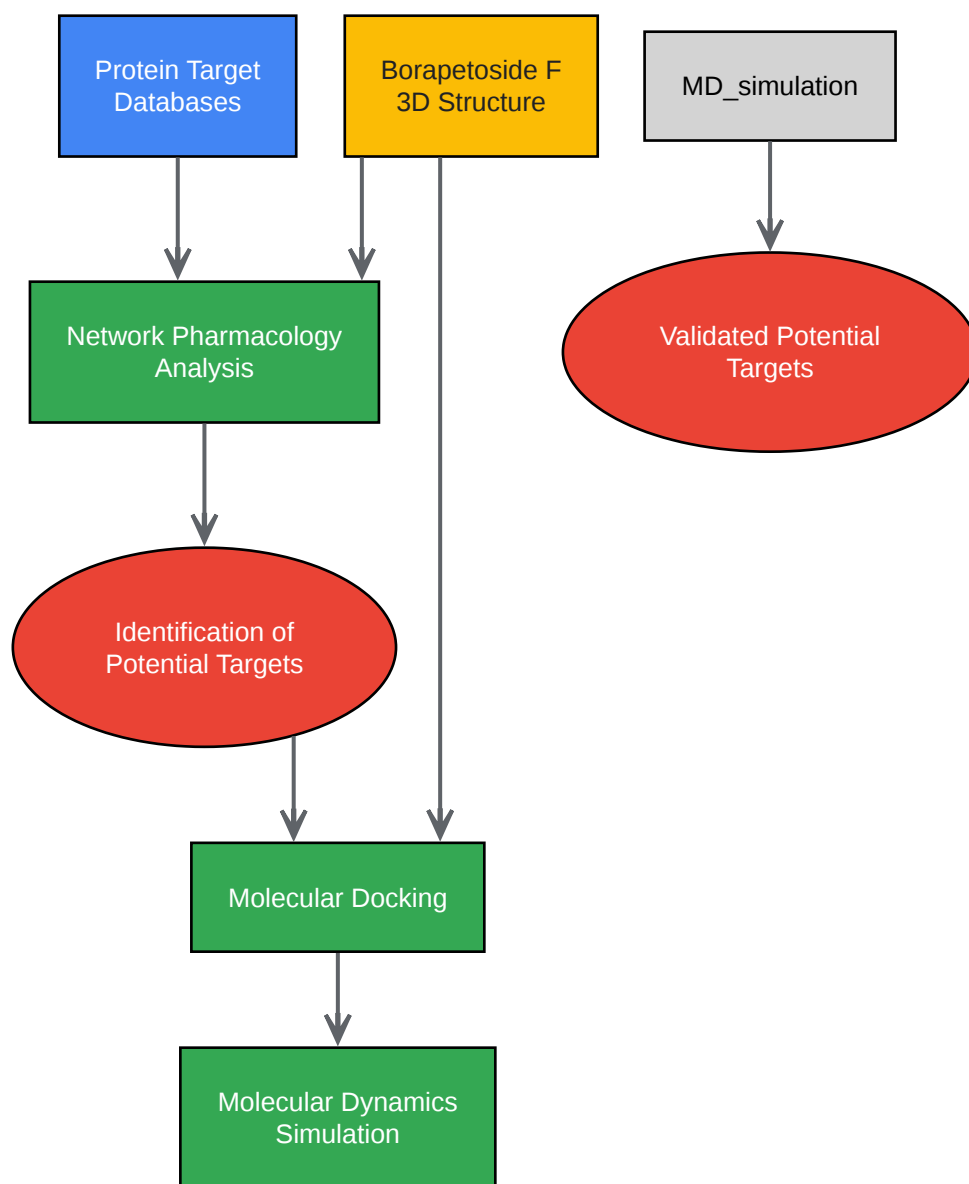 Protein Target
Databases
Borapetoside F
3D Structure
MD_simulation
Network Pharmacology
Analysis
Validated Potential
Targets
Identification of
Potential Targets
Molecular Docking
Molecular Dynamics
Simulation